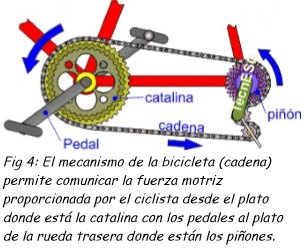 catalina
piñón
TecnESO
Pedal
cadena
Fig 4: El mecanismo de la bicicleta (cadena)
permite comunicar la fuerza motriz
proporcionada por el ciclista desde el plato
donde está la catalina con los pedales al plato
de la rueda trasera donde están los piñones.